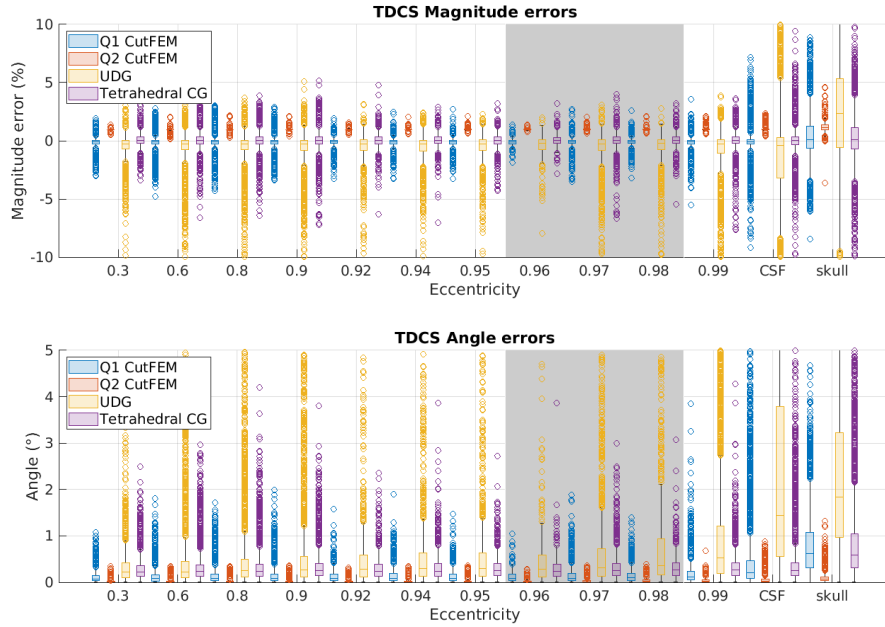 TDCS Magnitude errors
10
5
0
-5
-10
Magnitude error (%)
Q1 CutFEM
Q2 CutFEM
UDG
Tetrahedral CG
0.3 0.6 0.8 0.9 0.92 0.94 0.95 0.96 0.97 0.98 0.99 CSF skull
Eccentricity
TDCS Angle errors
5
4
3
2
1
0
Angle (°)
Q1 CutFEM
Q2 CutFEM
UDG
Tetrahedral CG
0.3 0.6 0.8 0.9 0.92 0.94 0.95 0.96 0.97 0.98 0.99 CSF skull
Eccentricity